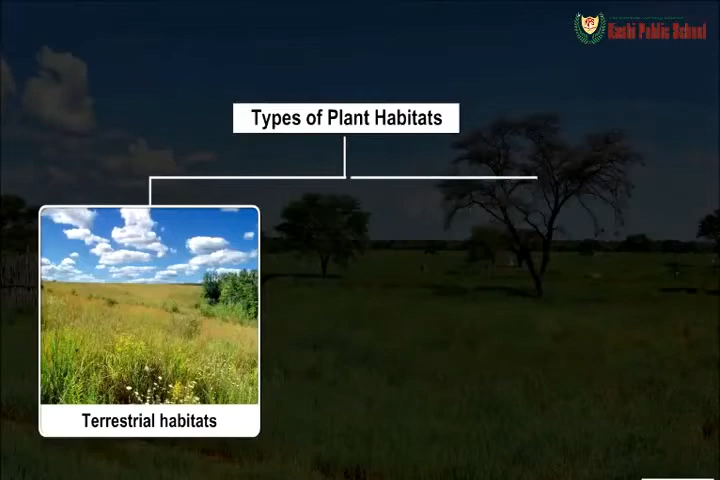 Kashi Public School
Types of Plant Habitats
Terrestrial habitats